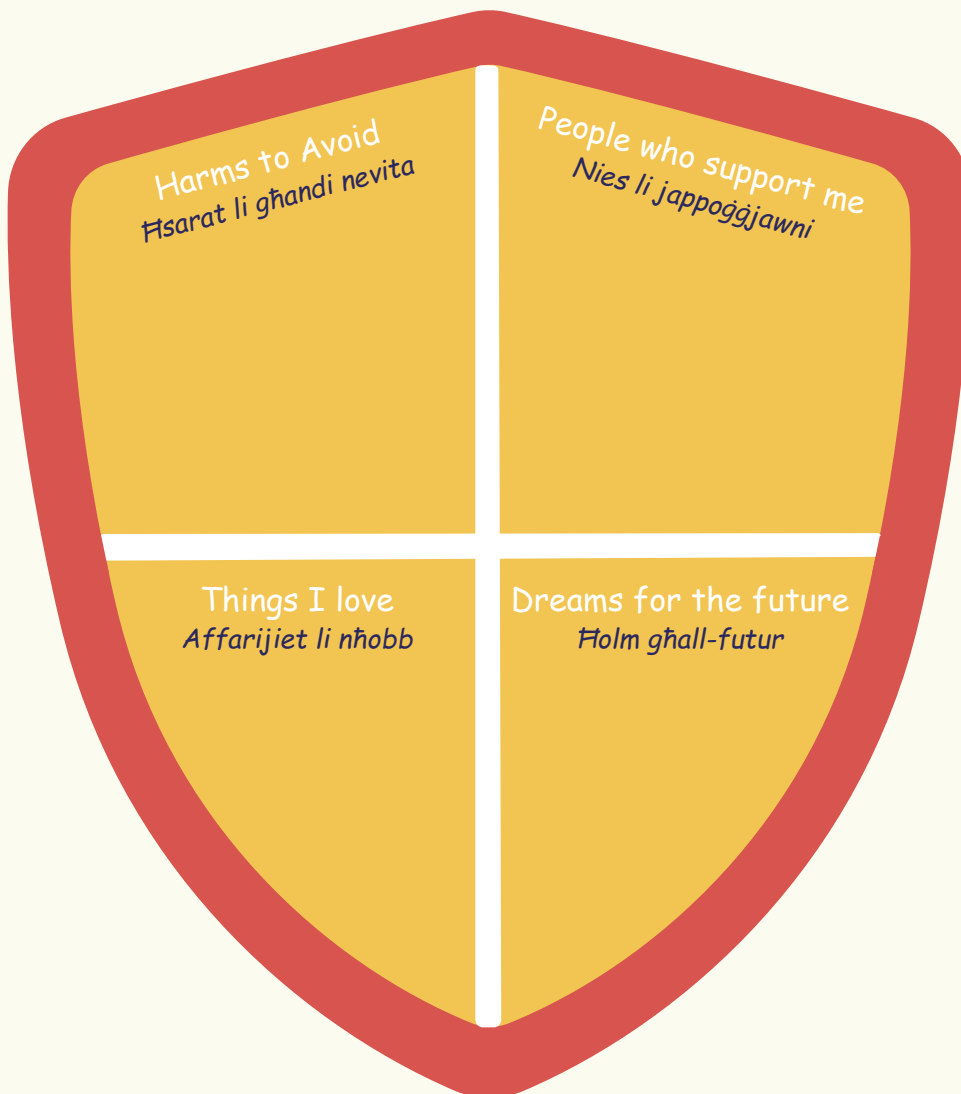 Harms to Avoid
Ħsarat li għandi nevita
People who support me
Nies li jappoġġjawni
Things I love
Affarijiet li nħobb
Dreams for the future
Ħolm għall-futur